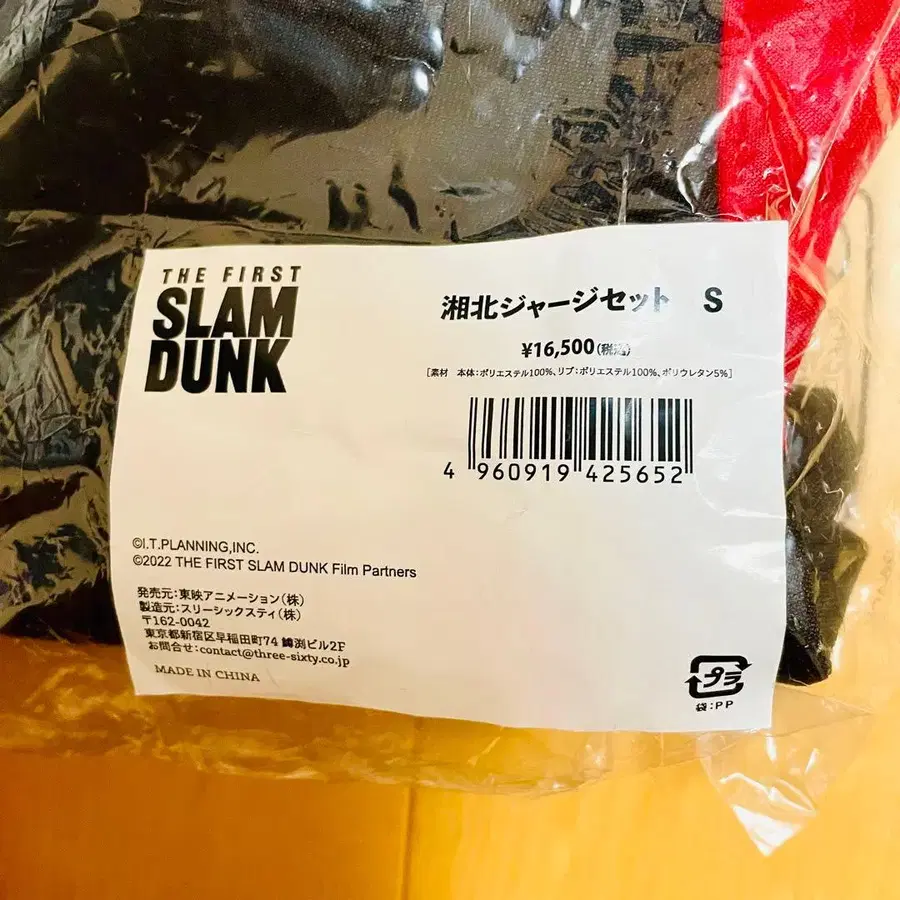 THE FIRST
SLAM
DUNK
湘北ジャージセット S
¥16,500(税込)
[素材 本体:ポリエステル100%、リブ:ポリエステル100%、ポリウレタン5%]
4 960919 425652
©I.T.PLANNING,INC.
©2022 THE FIRST SLAM DUNK Film Partners
発売元:東映アニメーション(株)
製造元:スリーシックスティ(株)
〒162-0042
東京都新宿区早稲田町74 鱒渕ビル2F
お問合せ:contact@three-sixty.co.jp
MADE IN CHINA
プラ
袋:PP